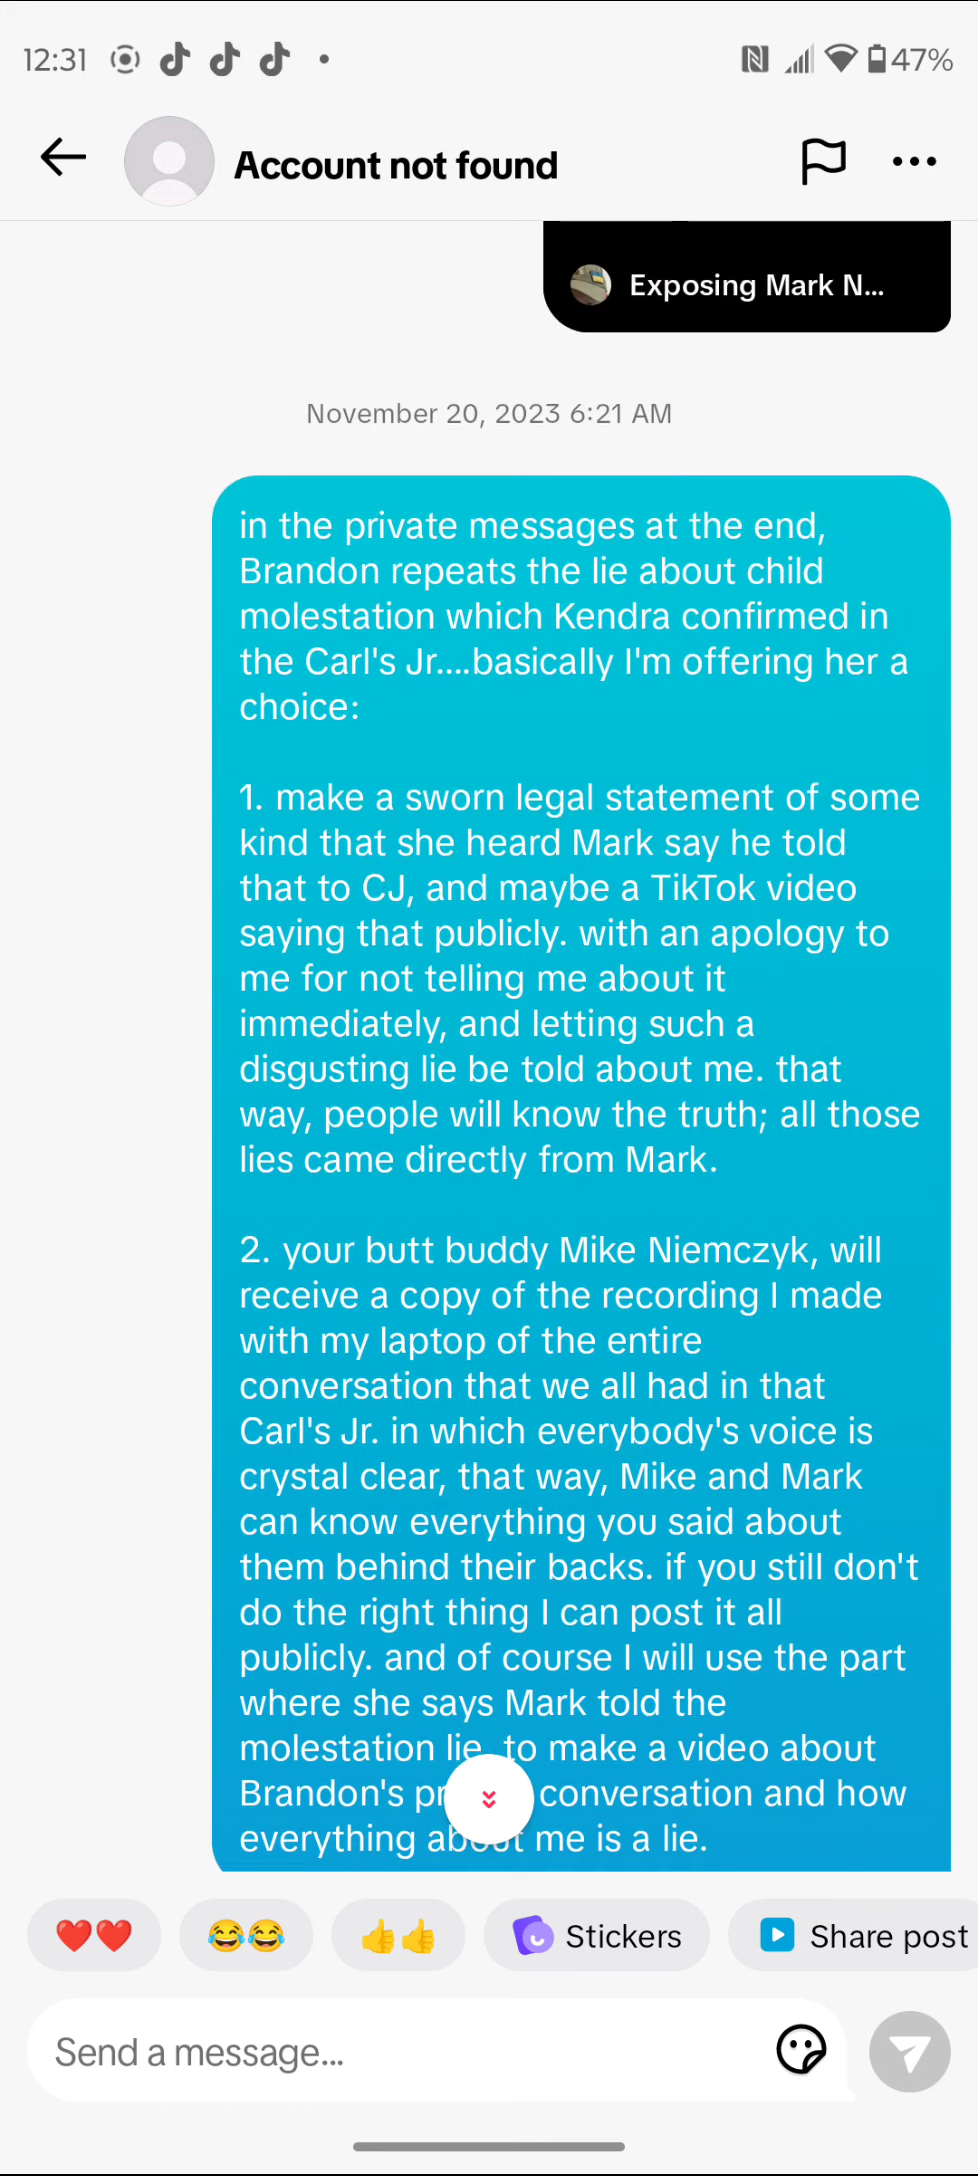 12:31
47%
Account not found
Exposing Mark N...
November 20, 2023 6:21 AM
in the private messages at the end,
Brandon repeats the lie about child
molestation which Kendra confirmed in
the Carl's Jr....basically I'm offering her a
choice:
1. make a sworn legal statement of some
kind that she heard Mark say he told
that to CJ, and maybe a TikTok video
saying that publicly. with an apology to
me for not telling me about it
immediately, and letting such a
disgusting lie be told about me. that
way, people will know the truth; all those
lies came directly from Mark.
2. your butt buddy Mike Niemczyk, will
receive a copy of the recording I made
with my laptop of the entire
conversation that we all had in that
Carl's Jr. in which everybody's voice is
crystal clear, that way, Mike and Mark
can know everything you said about
them behind their backs. if you still don't
do the right thing I can post it all
publicly. and of course I will use the part
where she says Mark told the
molestation lie, to make a video about
Brandon's conversation and how
everything about me is a lie.
Stickers
Share post
Send a message...